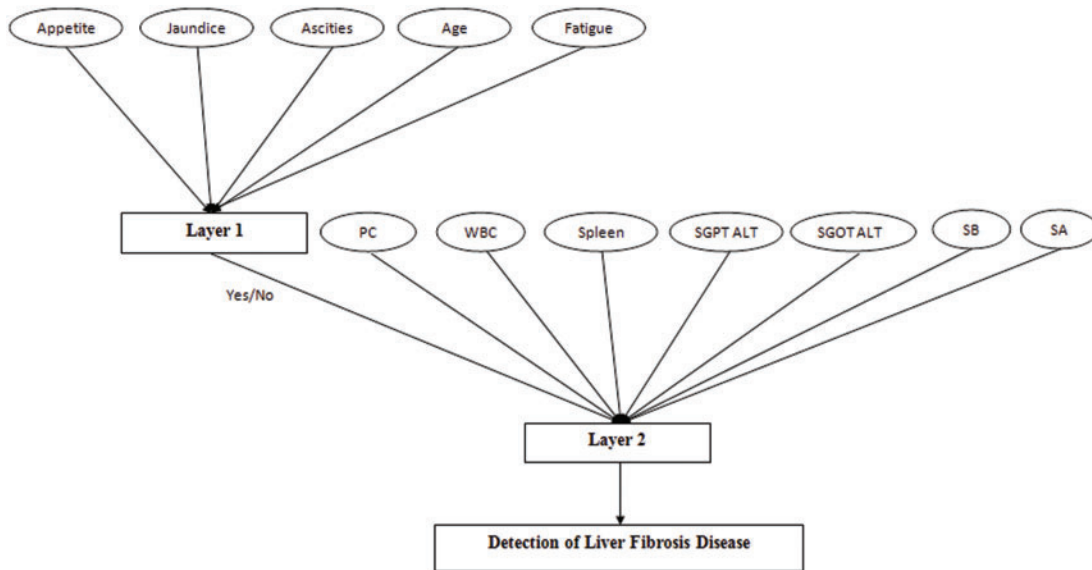 Appetite
Jaundice
Ascities
Age
Fatigue
Layer 1
PC
WBC
Spleen
SGPT ALT
SGOT ALT
SB
SA
Yes/No
Layer 2
Detection of Liver Fibrosis Disease